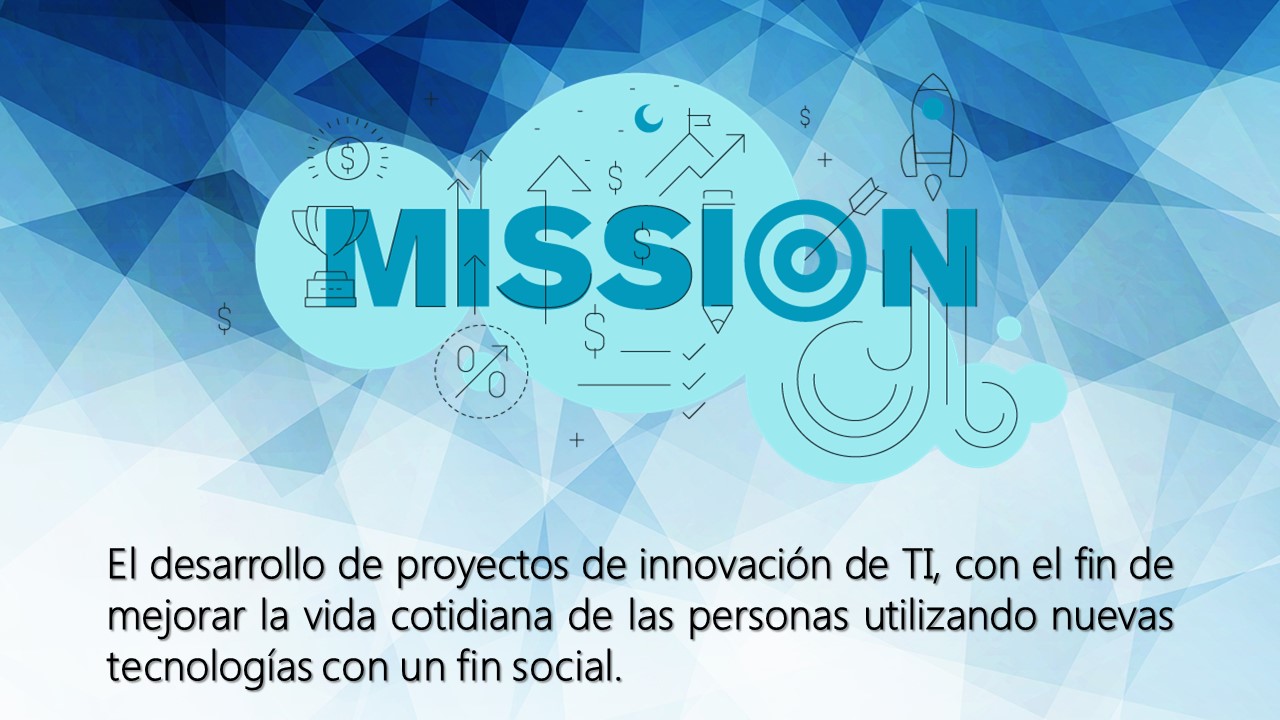 MISSION
El desarrollo de proyectos de innovación de TI, con el fin de
mejorar la vida cotidiana de las personas utilizando nuevas
tecnologías con un fin social.